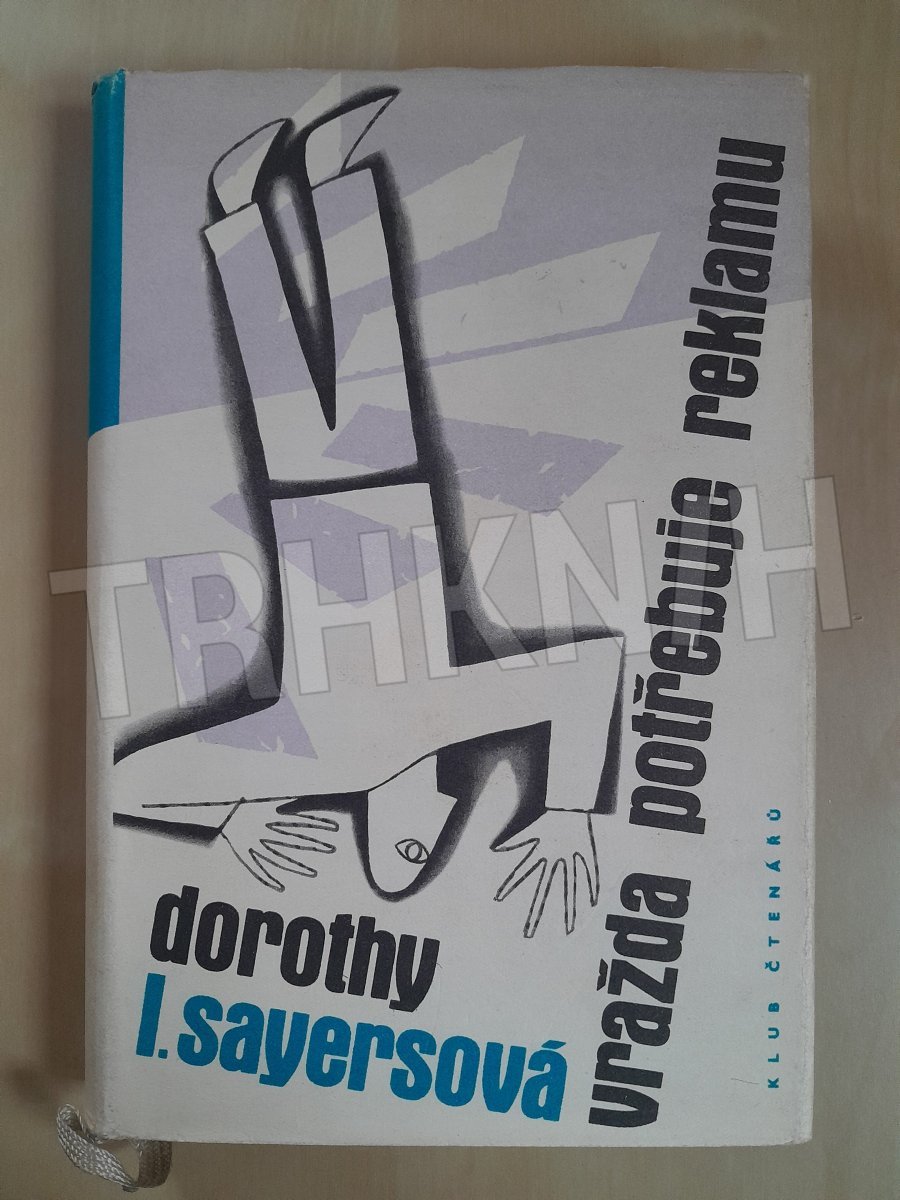 dorothy
l. sayersová
vražda potřebuje reklamu
KLUB ČTENÁŘŮ
TRHKNIH